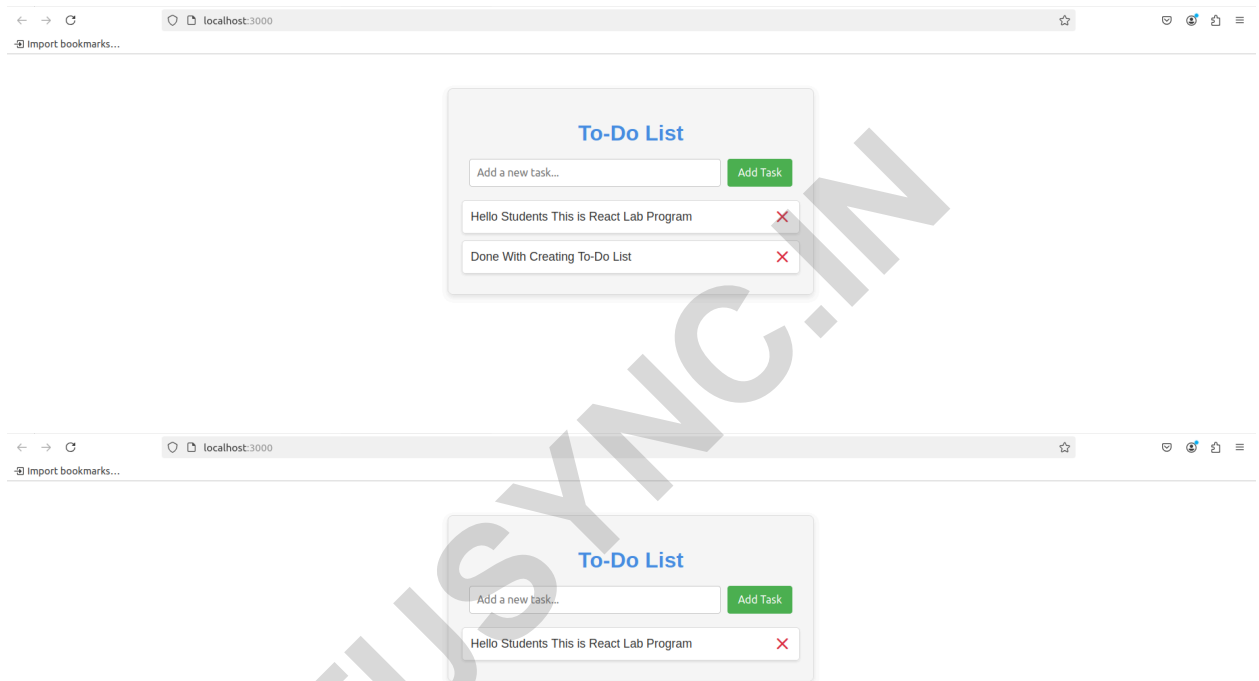 localhost:3000
Import bookmarks...
To-Do List
Add a new task...
Add Task
Hello Students This is React Lab Program
Done With Creating To-Do List
localhost:3000
Import bookmarks...
To-Do List
Add a new task...
Add Task
Hello Students This is React Lab Program
TUSYNC.IN